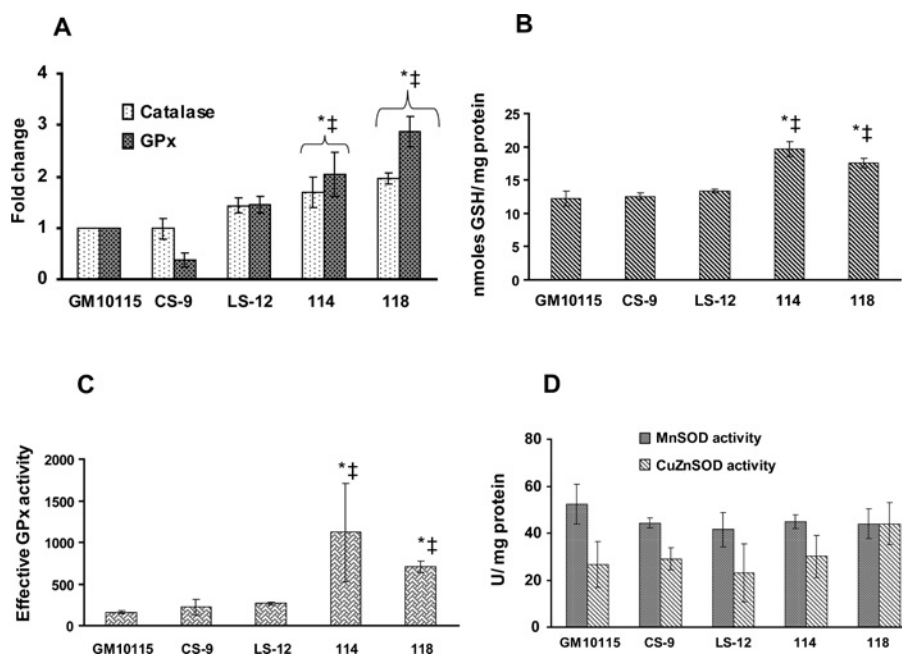 A
Fold change
4
3
2
1
0
Catalase
GPx
*‡
*‡
GM10115 CS-9 LS-12 114 118
B
nmoles GSH/ mg protein
25
20
15
10
5
0
*‡
*‡
GM10115 CS-9 LS-12 114 118
C
Effective GPx activity
2000
1500
1000
500
0
*‡
*‡
GM10115 CS-9 LS-12 114 118
D
U/ mg protein
80
60
40
20
0
MnSOD activity
CuZnSOD activity
GM10115 CS-9 LS-12 114 118